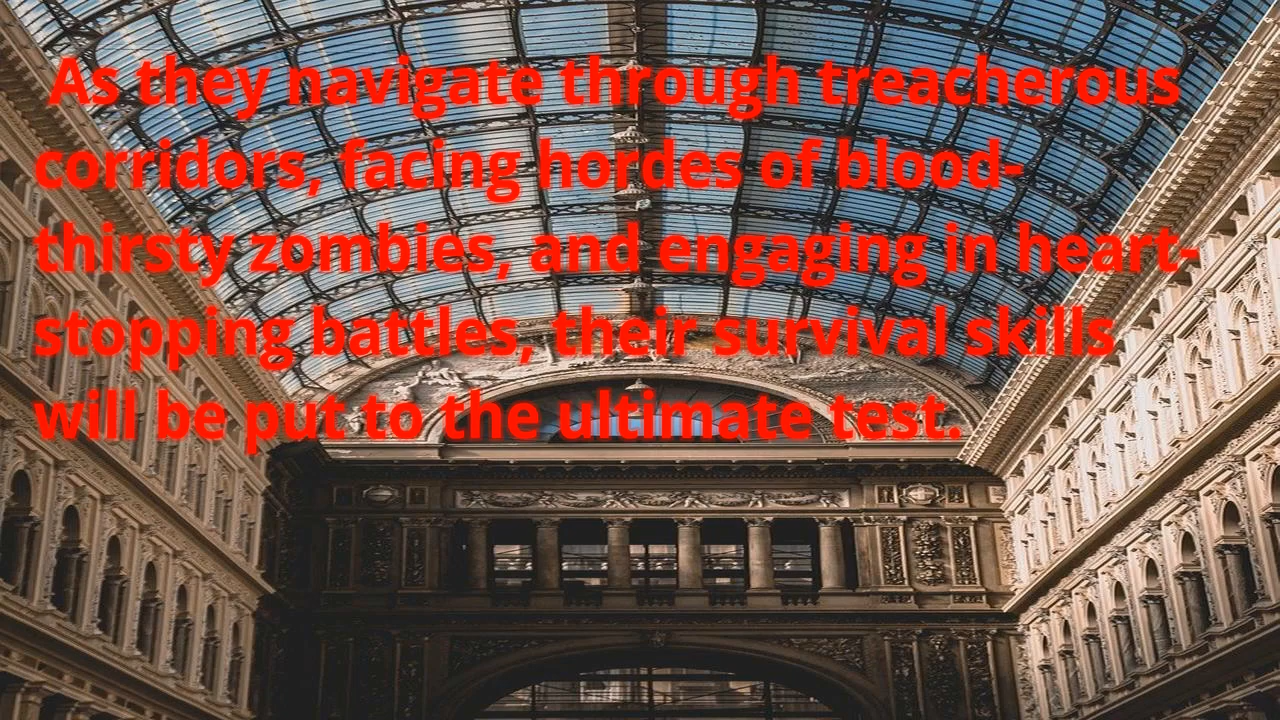 As they navigate through treacherous
corridors, facing hordes of blood-
thirsty zombies, and engaging in heart-
stopping battles, their survival skills
will be put to the ultimate test.